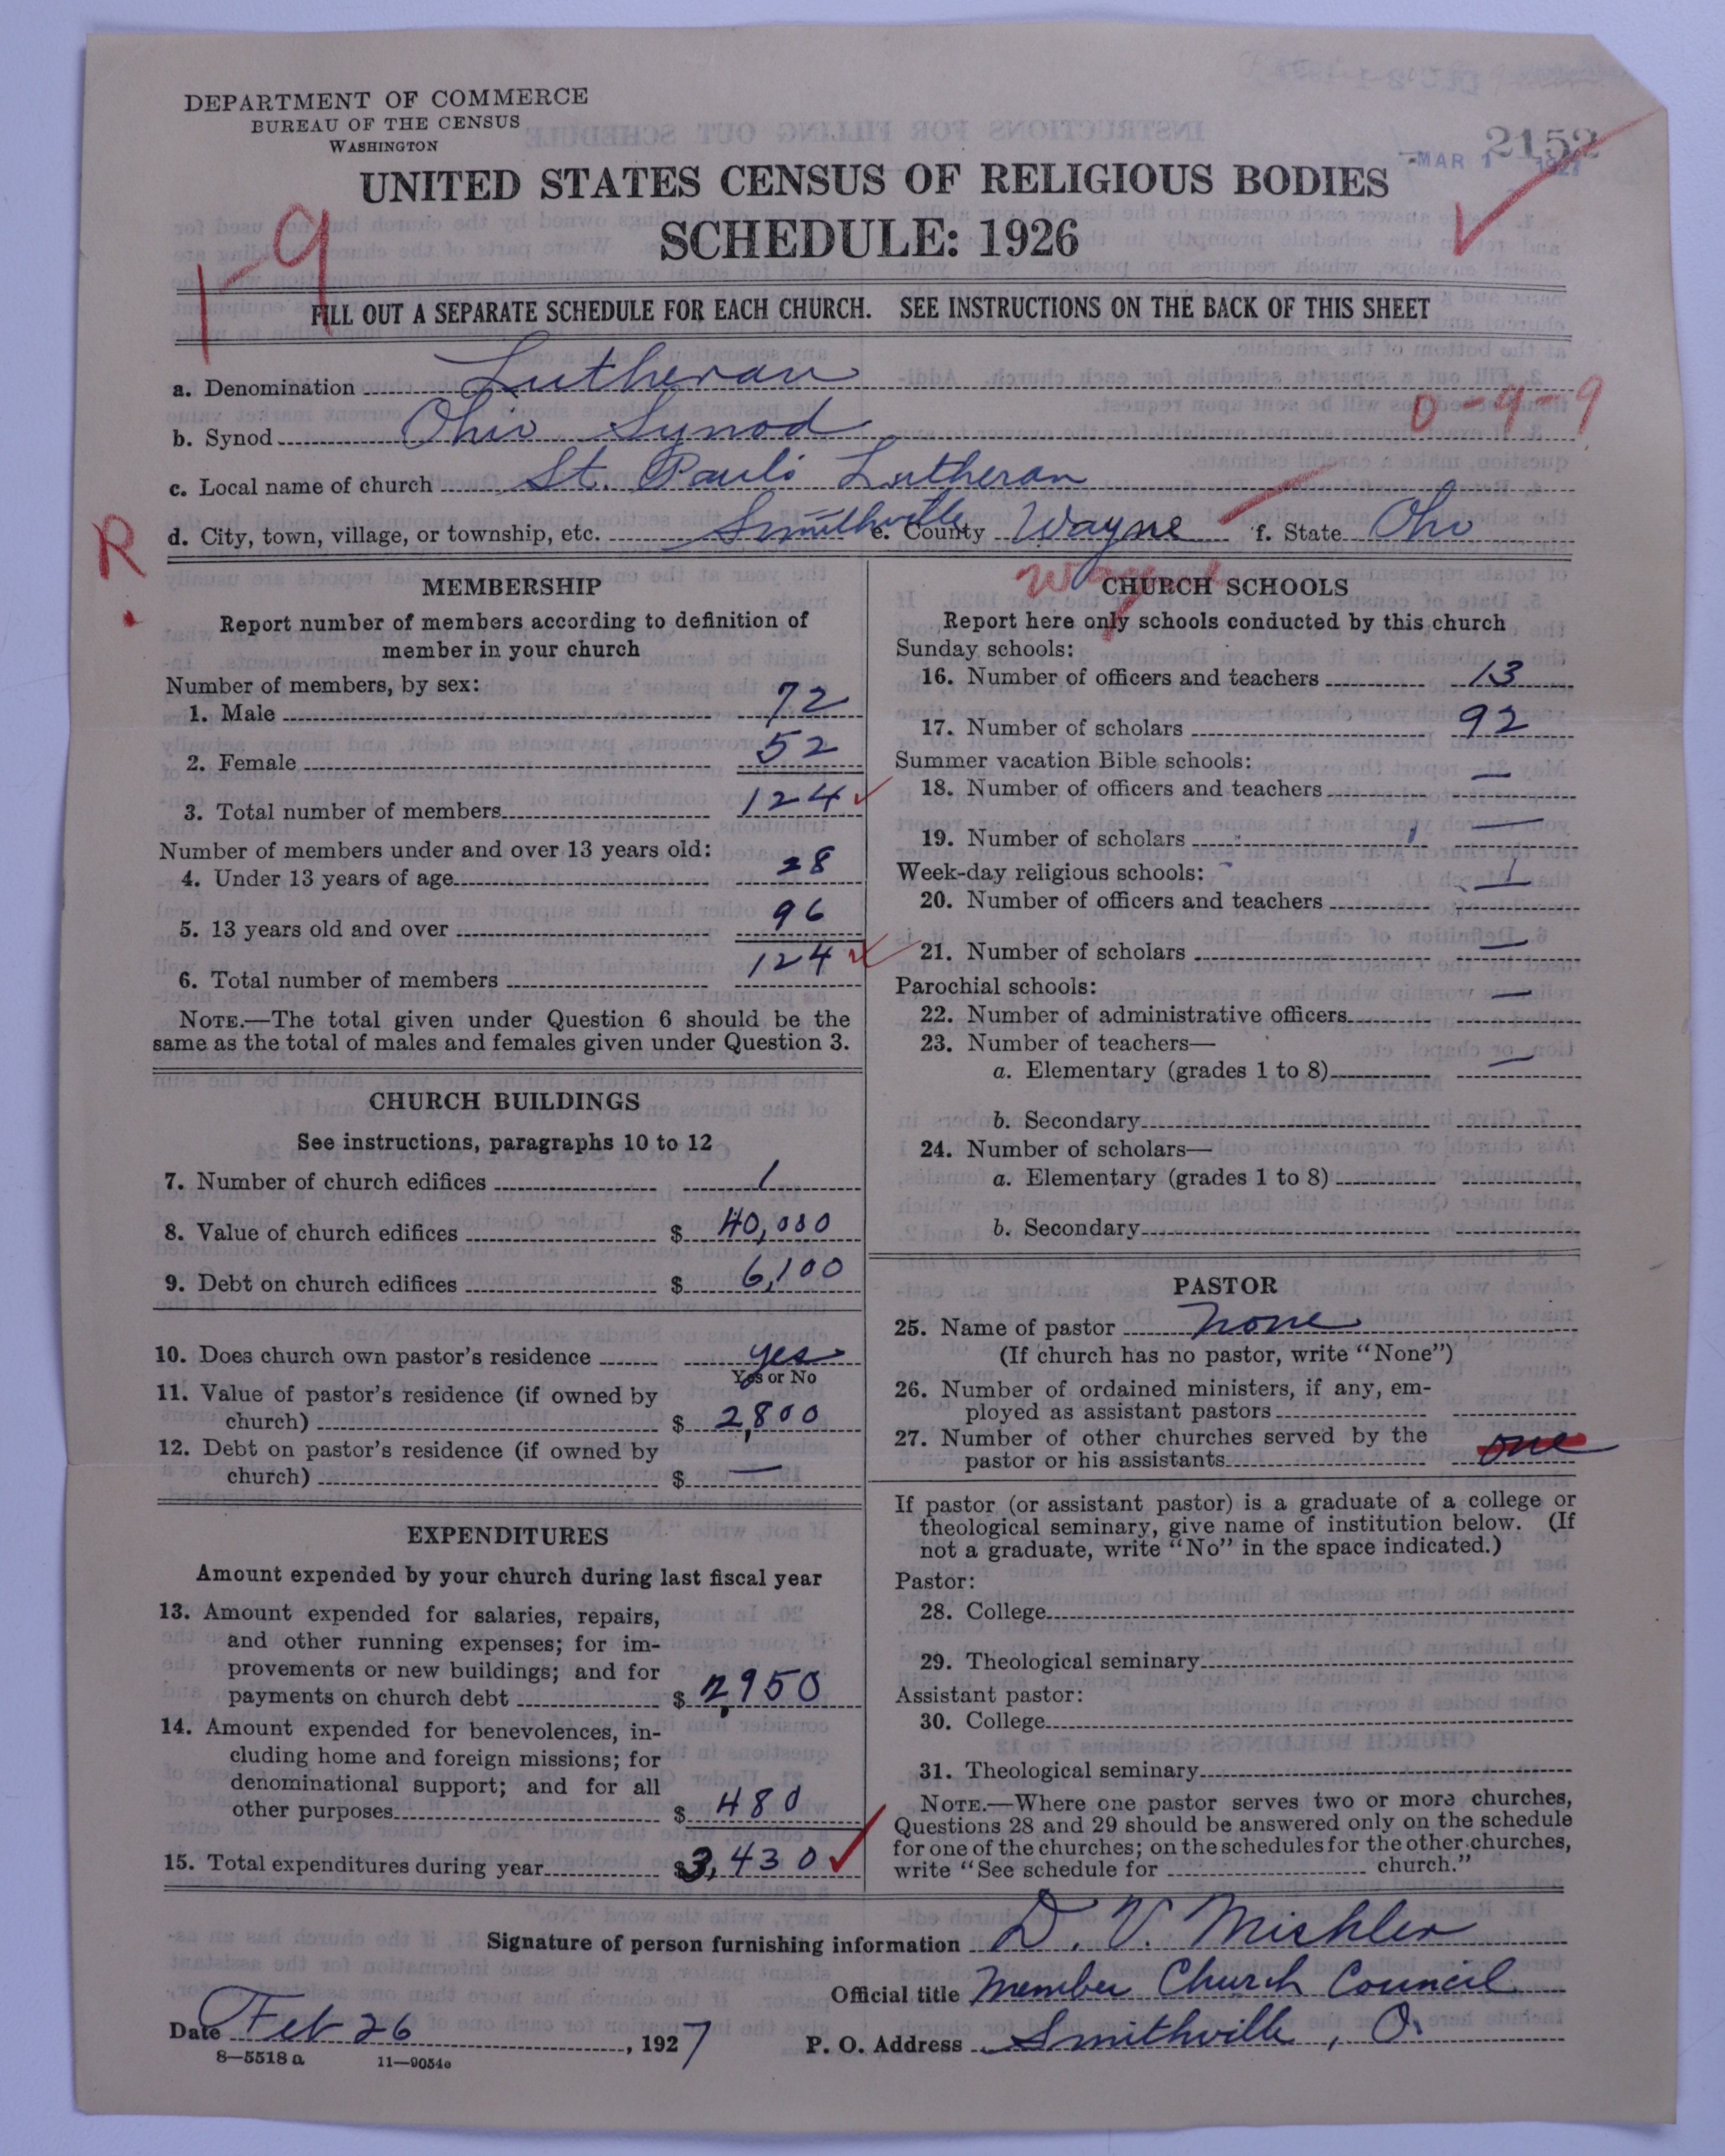 DEPARTMENT OF COMMERCE
BUREAU OF THE CENSUS
WASHINGTON
2152
MAR 1 1927
UNITED STATES CENSUS OF RELIGIOUS BODIES
SCHEDULE: 1926
1-9
FILL OUT A SEPARATE SCHEDULE FOR EACH CHURCH. SEE INSTRUCTIONS ON THE BACK OF THIS SHEET
a. Denomination Lutheran
0-9-9
b. Synod Ohio Synod
c. Local name of church St. Pauls Lutheran
R
d. City, town, village, or township, etc. Smithville e. County Wayne f. State Ohio
Wayne
MEMBERSHIP
Report number of members according to definition of
member in your church
Number of members, by sex:
1. Male 72
2. Female 52
3. Total number of members 124
Number of members under and over 13 years old:
4. Under 13 years of age 28
5. 13 years old and over 96
6. Total number of members 124
NOTE.—The total given under Question 6 should be the
same as the total of males and females given under Question 3.
CHURCH BUILDINGS
See instructions, paragraphs 10 to 12
7. Number of church edifices 1
8. Value of church edifices $ 40,000
9. Debt on church edifices $ 6,100
10. Does church own pastor's residence yes
Yes or No
11. Value of pastor's residence (if owned by
church) $ 2,800
12. Debt on pastor's residence (if owned by
church) $ —
EXPENDITURES
Amount expended by your church during last fiscal year
13. Amount expended for salaries, repairs,
and other running expenses; for im-
provements or new buildings; and for
payments on church debt $ 2,950
14. Amount expended for benevolences, in-
cluding home and foreign missions; for
denominational support; and for all
other purposes $ 480
15. Total expenditures during year $ 3,430
CHURCH SCHOOLS
Report here only schools conducted by this church
Sunday schools:
16. Number of officers and teachers 13
17. Number of scholars 92
Summer vacation Bible schools:
18. Number of officers and teachers —
19. Number of scholars —
Week-day religious schools:
20. Number of officers and teachers
21. Number of scholars —
Parochial schools:
22. Number of administrative officers —
23. Number of teachers—
a. Elementary (grades 1 to 8) —
b. Secondary
24. Number of scholars—
a. Elementary (grades 1 to 8)
b. Secondary
PASTOR
25. Name of pastor None
(If church has no pastor, write "None")
26. Number of ordained ministers, if any, em-
ployed as assistant pastors
27. Number of other churches served by the
pastor or his assistants one
If pastor (or assistant pastor) is a graduate of a college or
theological seminary, give name of institution below. (If
not a graduate, write "No" in the space indicated.)
Pastor:
28. College
29. Theological seminary
Assistant pastor:
30. College
31. Theological seminary
NOTE.—Where one pastor serves two or more churches,
Questions 28 and 29 should be answered only on the schedule
for one of the churches; on the schedules for the other churches,
write "See schedule for church."
Signature of person furnishing information D. V. Mishler
Official title Member Church Council
Date Feb 26, 1927 P. O. Address Smithville, O.
8—5518 a 11—9054a